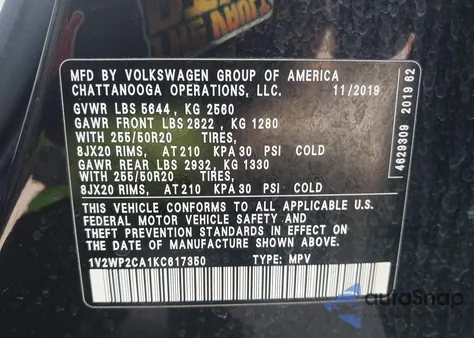 MFD BY VOLKSWAGEN GROUP OF AMERICA
CHATTANOOGA OPERATIONS, LLC. 11/2019
GVWR LBS 5644 , KG 2560
GAWR FRONT LBS 2822 , KG 1280
WITH 255/50R20 TIRES,
8JX20 RIMS, AT 210 KPA 30 PSI COLD
GAWR REAR LBS 2932 , KG 1330
WITH 255/50R20 TIRES,
8JX20 RIMS, AT 210 KPA 30 PSI COLD
THIS VEHICLE CONFORMS TO ALL APPLICABLE U.S.
FEDERAL MOTOR VEHICLE SAFETY AND
THEFT PREVENTION STANDARDS IN EFFECT ON
DATE OF MANUFACTURE SHOWN ABOVE.
1V2WP2CA1KC617350 TYPE: MPV
4629309 2019 62
autoSnap